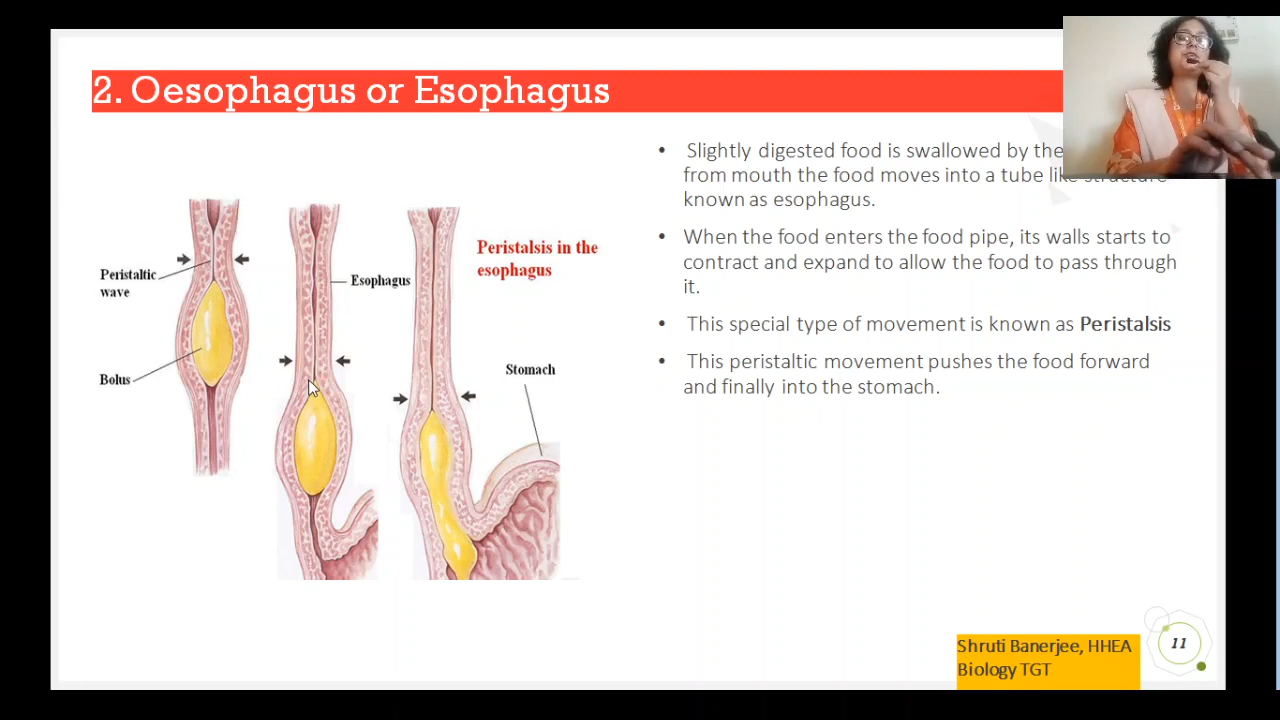 2. Oesophagus or Esophagus
Peristaltic
wave
Bolus
Esophagus
Peristalsis in the
esophagus
Stomach
• Slightly digested food is swallowed by the
from mouth the food moves into a tube like structure
known as esophagus.
• When the food enters the food pipe, its walls starts to
contract and expand to allow the food to pass through
it.
• This special type of movement is known as Peristalsis
• This peristaltic movement pushes the food forward
and finally into the stomach.
Shruti Banerjee, HHEA
Biology TGT
11